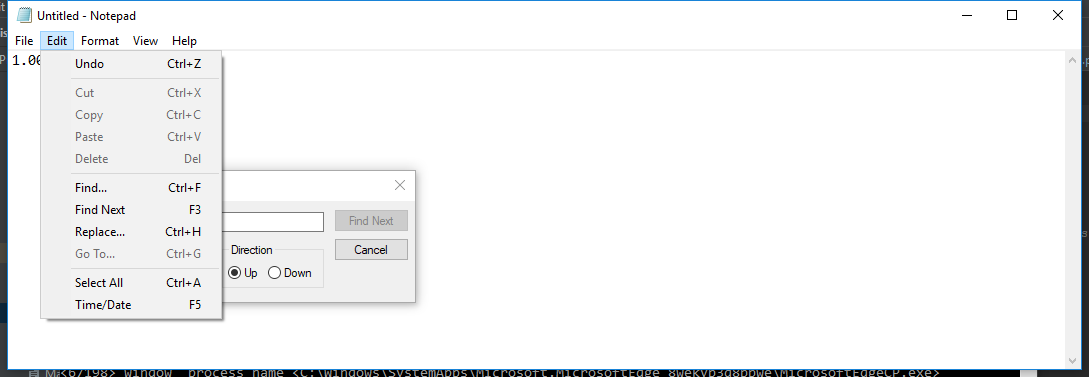 Untitled - Notepad
File Edit Format View Help
1.00
Undo Ctrl+Z
Cut Ctrl+X
Copy Ctrl+C
Paste Ctrl+V
Delete Del
Find... Ctrl+F
Find Next F3
Replace... Ctrl+H
Go To... Ctrl+G
Select All Ctrl+A
Time/Date F5
Find Next
Cancel
Direction
Up Down
<6/198> window process name <C:\Windows\SystemApps\Microsoft.MicrosoftEdge_8wekyb3d8bbwe\MicrosoftEdgeCP.exe>